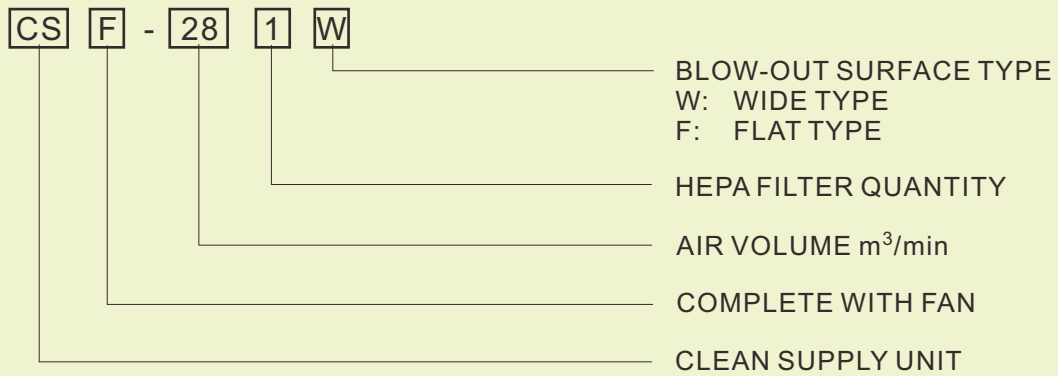 CS F - 28 1 W
BLOW-OUT SURFACE TYPE
W: WIDE TYPE
F: FLAT TYPE
HEPA FILTER QUANTITY
AIR VOLUME m³/min
COMPLETE WITH FAN
CLEAN SUPPLY UNIT